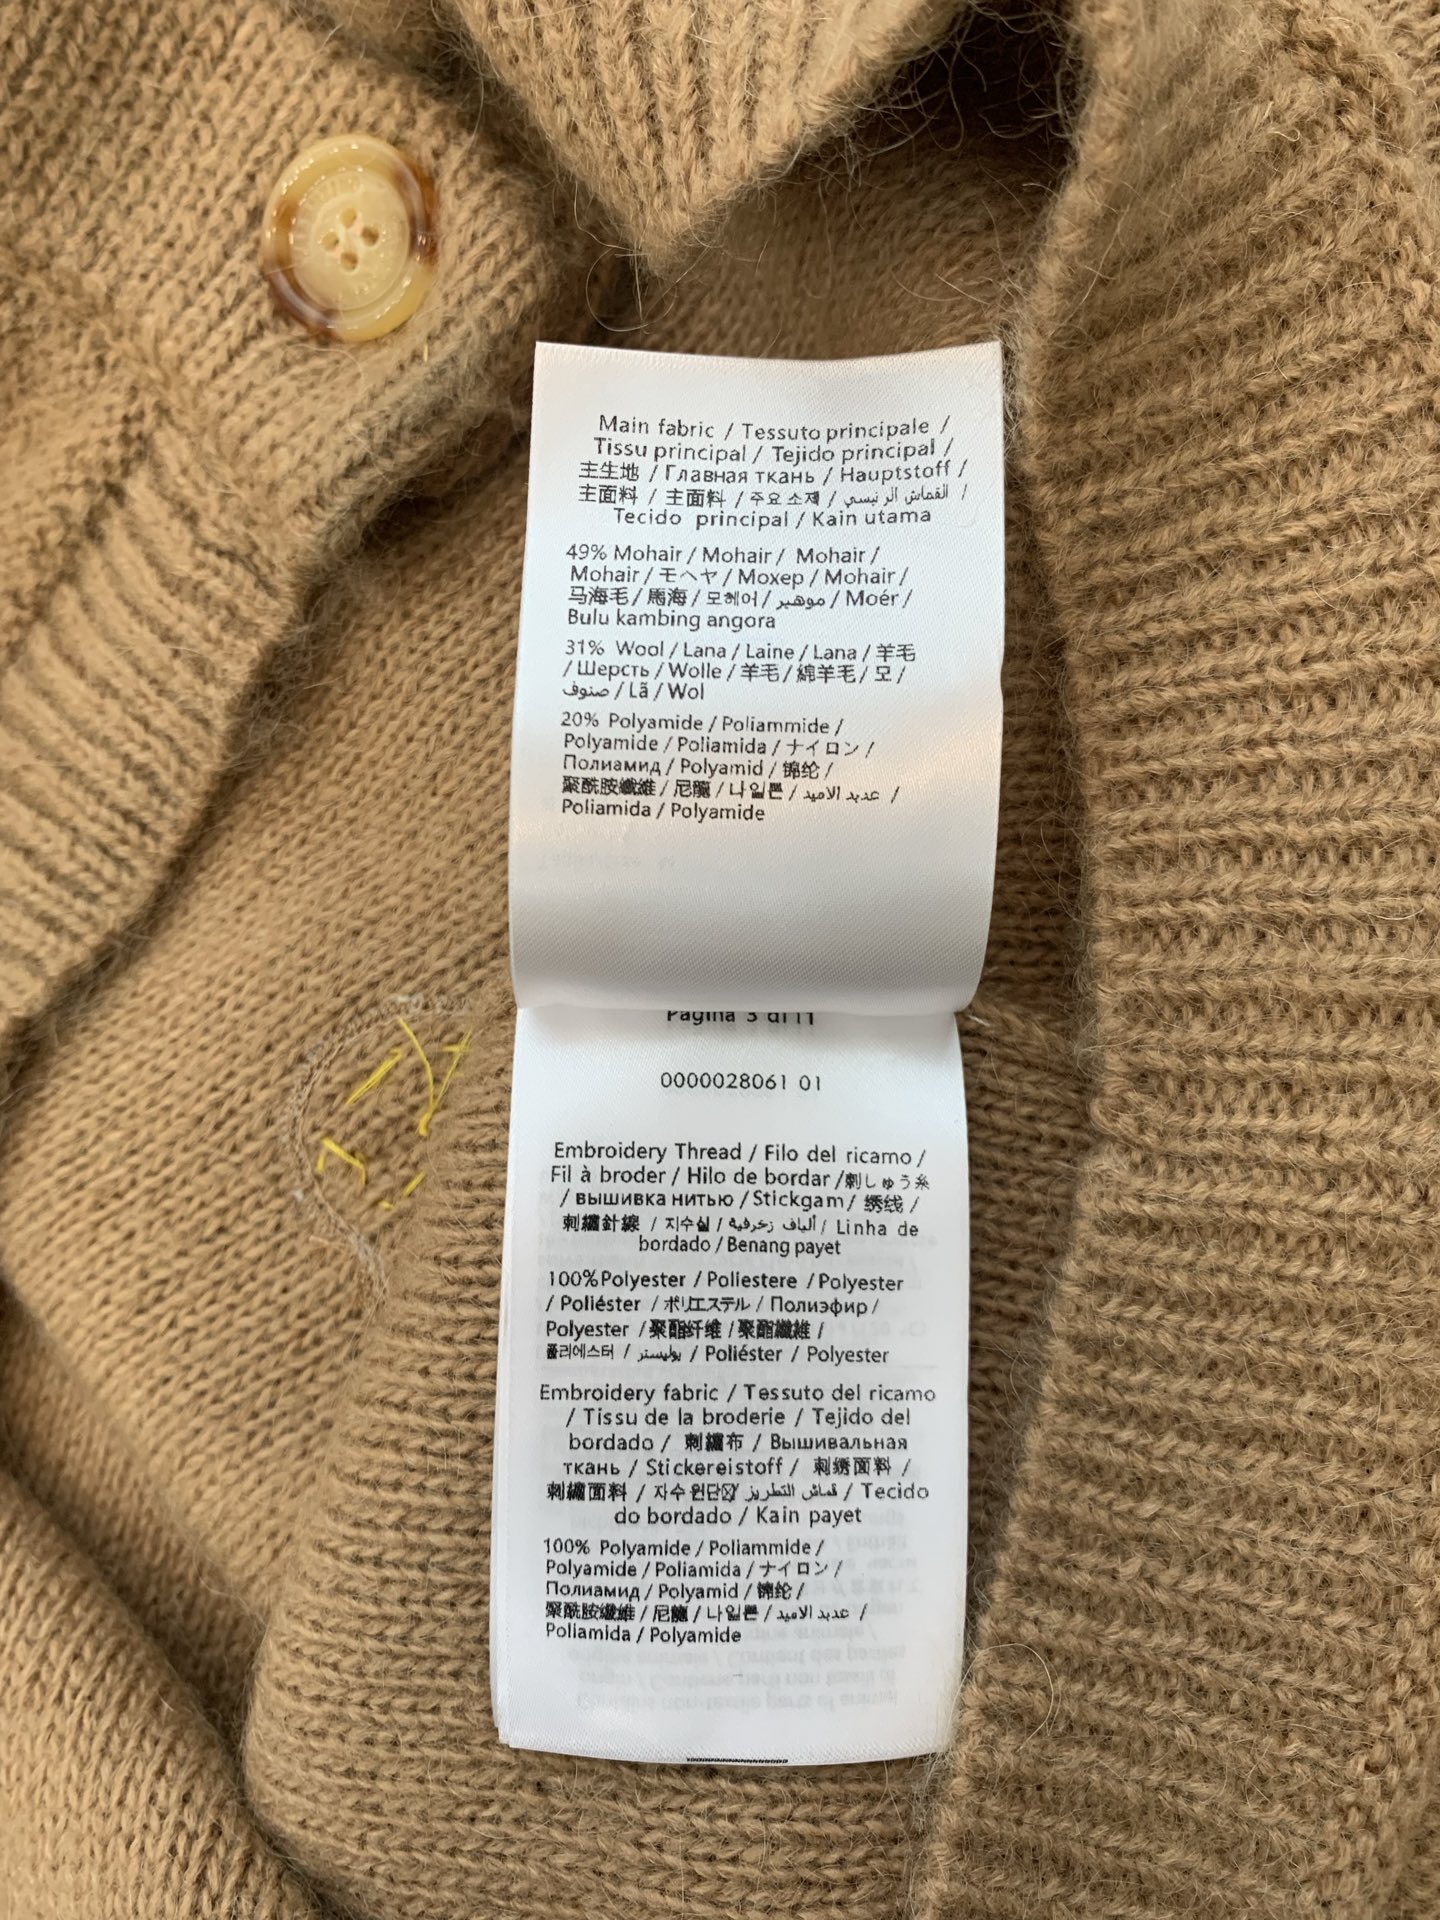 Main fabric / Tessuto principale /
Tissu principal / Tejido principal /
主生地 / Главная ткань / Hauptstoff /
主面料 / 主面料 / 주요 소재 / القماش الرئيسي /
Tecido principal / Kain utama
49% Mohair / Mohair / Mohair /
Mohair / モヘヤ / Мохер / Mohair /
马海毛 / 馬海 / 모헤어 / موهير / Moér /
Bulu kambing angora
31% Wool / Lana / Laine / Lana / 羊毛
/ Шерсть / Wolle / 羊毛 / 綿羊毛 / 모 /
صوف / Lã / Wol
20% Polyamide / Poliammide /
Polyamide / Poliamida / ナイロン /
Полиамид / Polyamid / 锦纶 /
聚酰胺纖維 / 尼龍 / 나일론 / عديد الاميد /
Poliamida / Polyamide
Pagina 3 di 11
0000028061 01
Embroidery Thread / Filo del ricamo /
Fil à broder / Hilo de bordar /刺しゅう糸
/ вышивка нитью / Stickgam / 绣线 /
刺繡針線 / 자수실 / ألياف زخرفية / Linha de
bordado / Benang payet
100%Polyester / Poliestere / Polyester
/ Poliéster / ポリエステル / Полиэфир /
Polyester / 聚酯纤维 / 聚酯纖維 /
폴리에스터 / بوليستر / Poliéster / Polyester
Embroidery fabric / Tessuto del ricamo
/ Tissu de la broderie / Tejido del
bordado / 刺繍布 / Вышивальная
ткань / Stickereistoff / 刺绣面料 /
刺繡面料 / 자수 원단 / قماش التطريز / Tecido
do bordado / Kain payet
100% Polyamide / Poliammide /
Polyamide / Poliamida / ナイロン /
Полиамид / Polyamid / 锦纶 /
聚酰胺纖維 / 尼龍 / 나일론 / عديد الاميد /
Poliamida / Polyamide